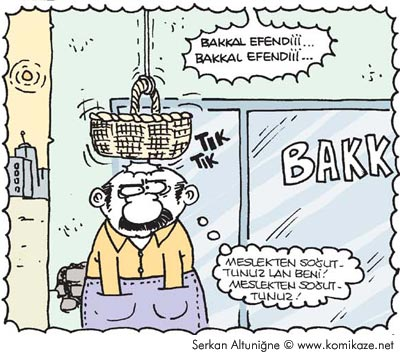 BAKKAL EFENDİİİ...
BAKKAL EFENDİİİ...
TIK
TIK
BAKK
MESLEKTEN SOĞUT-
TUNUZ LAN BENİ!
MESLEKTEN SOĞUT-
TUNUZ!
Serkan Altuniğne © www.komikaze.net